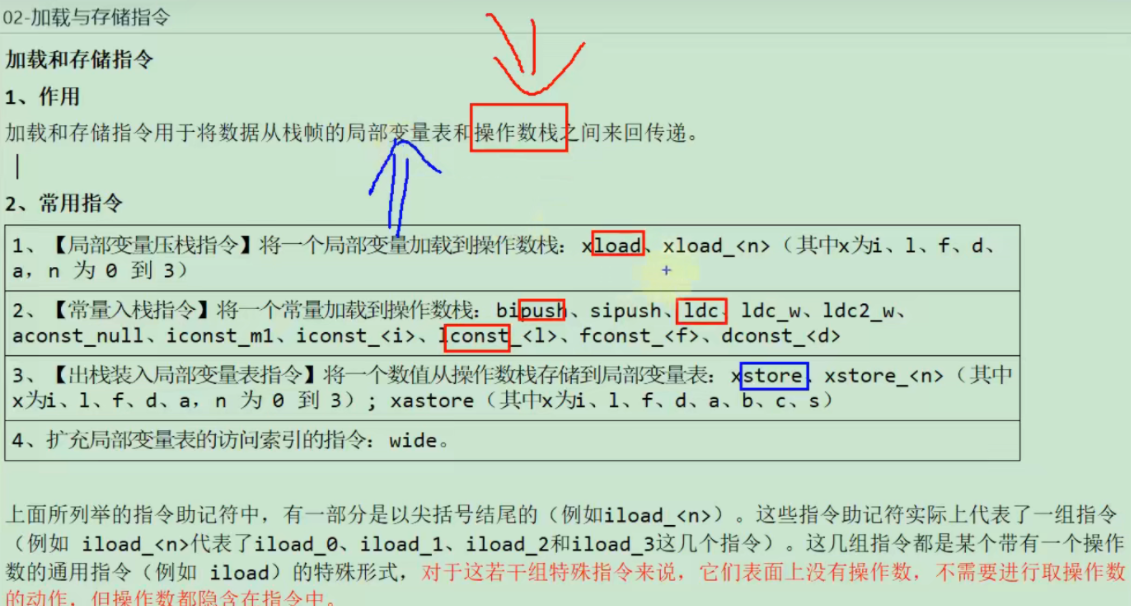 02-加载与存储指令
加载和存储指令
1、作用
加载和存储指令用于将数据从栈帧的局部变量表和操作数栈之间来回传递。
2、常用指令
1、【局部变量压栈指令】将一个局部变量加载到操作数栈：xload、xload_<n>（其中x为i、l、f、d、
a，n 为 0 到 3）
2、【常量入栈指令】将一个常量加载到操作数栈：bipush、sipush、ldc、ldc_w、ldc2_w、
aconst_null、iconst_m1、iconst_<i>、lconst_<l>、fconst_<f>、dconst_<d>
3、【出栈装入局部变量表指令】将一个数值从操作数栈存储到局部变量表：xstore、xstore_<n>（其中
x为i、l、f、d、a，n 为 0 到 3）; xastore（其中x为i、l、f、d、a、b、c、s）
4、扩充局部变量表的访问索引的指令：wide。
上面所列举的指令助记符中，有一部分是以尖括号结尾的（例如iload_<n>）。这些指令助记符实际上代表了一组指令
（例如 iload_<n>代表了iload_0、iload_1、iload_2和iload_3这几个指令）。这几组指令都是某个带有一个操作
数的通用指令（例如 iload）的特殊形式，对于这若干组特殊指令来说，它们表面上没有操作数，不需要进行取操作数
的动作，但操作数都隐含在指令中。